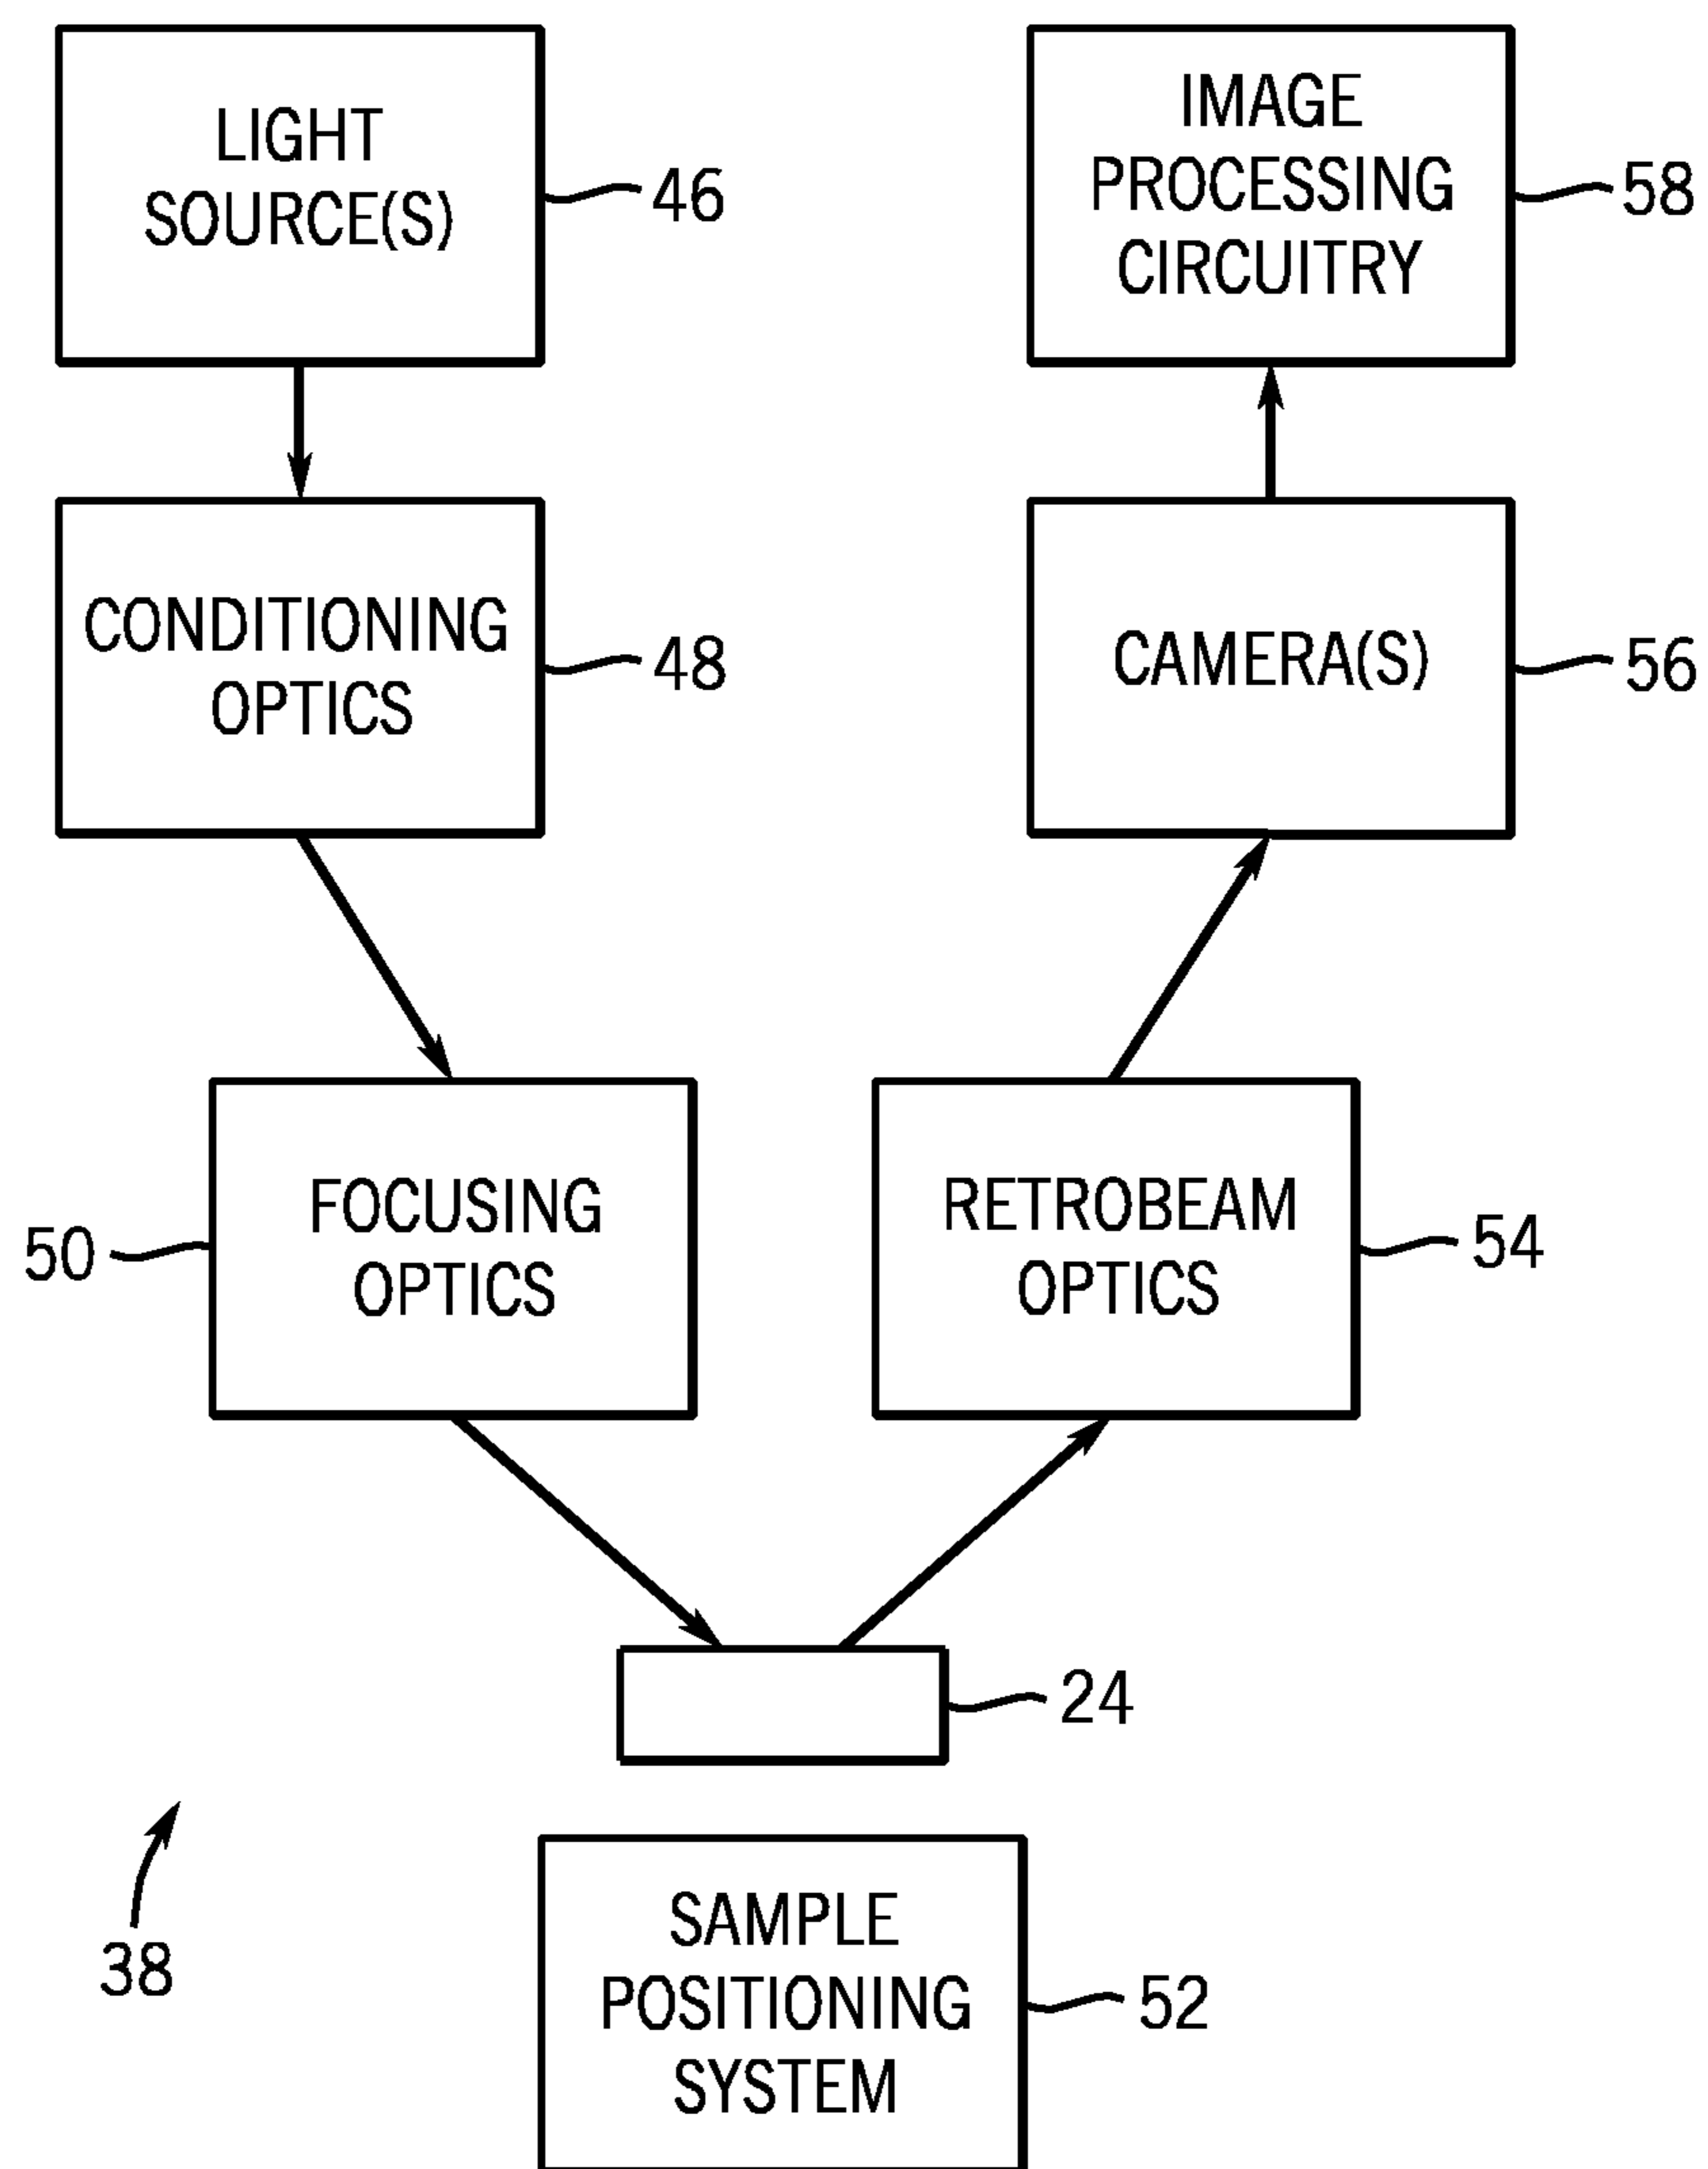 LIGHT
SOURCE(S)
46
IMAGE
PROCESSING
CIRCUITRY
58
CONDITIONING
OPTICS
48
CAMERA(S)
56
FOCUSING
OPTICS
50
RETROBEAM
OPTICS
54
24
38
SAMPLE
POSITIONING
SYSTEM
52